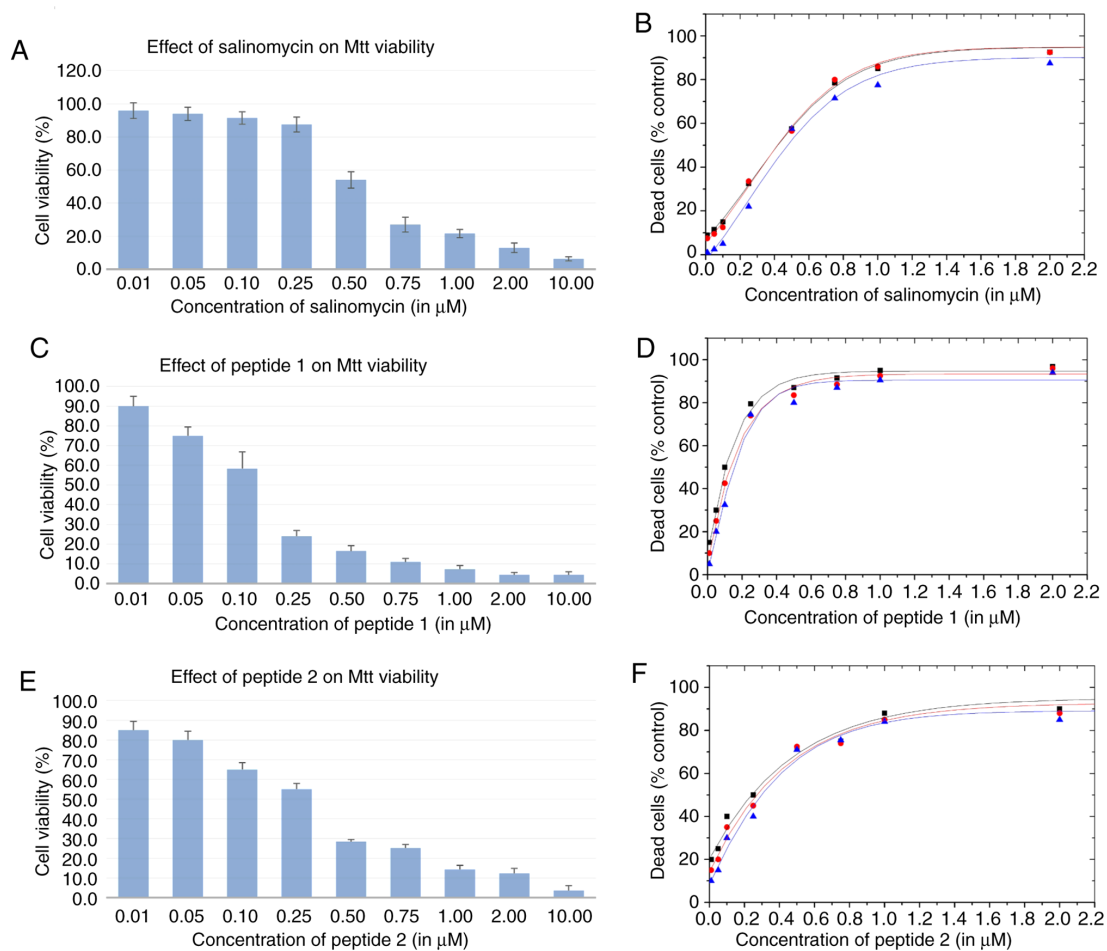 A
Effect of salinomycin on Mtt viability
Cell viability (%)
120.0
100.0
80.0
60.0
40.0
20.0
0.0
0.01 0.05 0.10 0.25 0.50 0.75 1.00 2.00 10.00
Concentration of salinomycin (in μM)
B
Dead cells (% control)
100
80
60
40
20
0
0.0 0.2 0.4 0.6 0.8 1.0 1.2 1.4 1.6 1.8 2.0 2.2
Concentration of salinomycin (in μM)
C
Effect of peptide 1 on Mtt viability
Cell viability (%)
100.0
90.0
80.0
70.0
60.0
50.0
40.0
30.0
20.0
10.0
0.0
0.01 0.05 0.10 0.25 0.50 0.75 1.00 2.00 10.00
Concentration of peptide 1 (in μM)
D
Dead cells (% control)
100
80
60
40
20
0
0.0 0.2 0.4 0.6 0.8 1.0 1.2 1.4 1.6 1.8 2.0 2.2
Concentration of peptide 1 (in μM)
E
Effect of peptide 2 on Mtt viability
Cell viability (%)
100.0
90.0
80.0
70.0
60.0
50.0
40.0
30.0
20.0
10.0
0.0
0.01 0.05 0.10 0.25 0.50 0.75 1.00 2.00 10.00
Concentration of peptide 2 (in μM)
F
Dead cells (% control)
100
80
60
40
20
0
0.0 0.2 0.4 0.6 0.8 1.0 1.2 1.4 1.6 1.8 2.0 2.2
Concentration of peptide 2 (in μM)